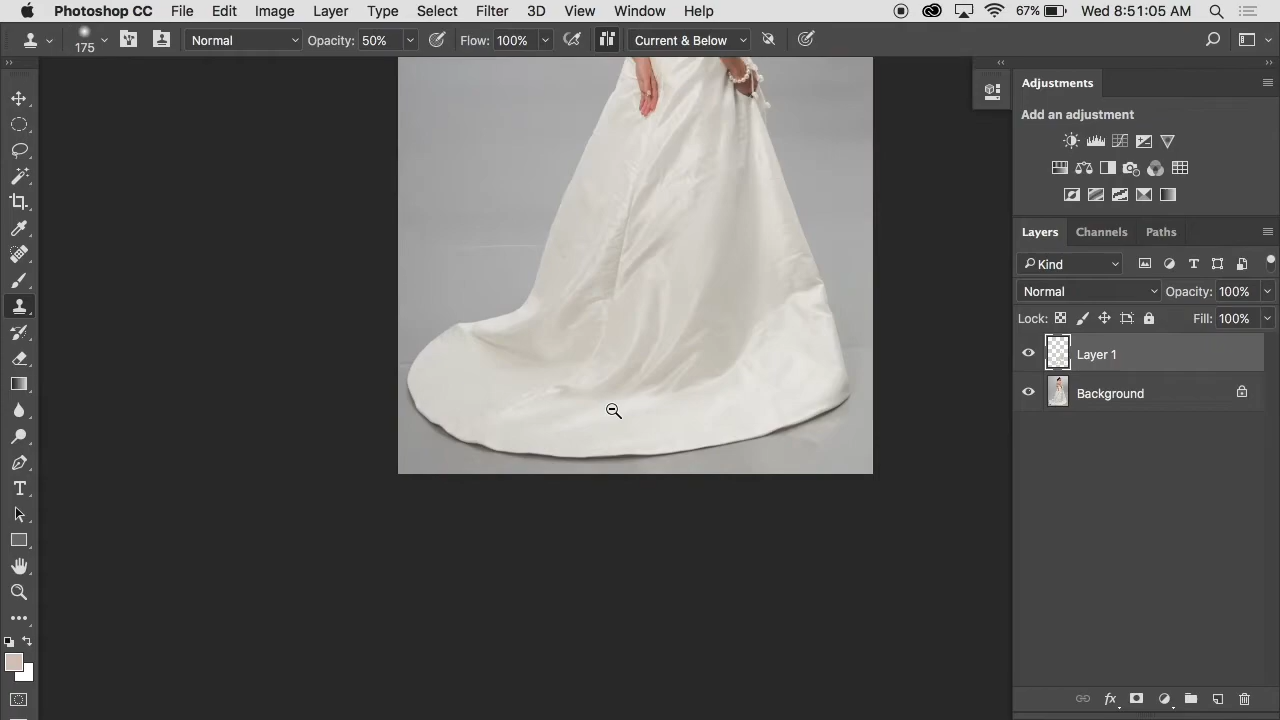 Photoshop CC File Edit Image Layer Type Select Filter 3D View Window Help 67% Wed 8:51:05 AM
175 Normal Opacity: 50% Flow: 100% Current & Below
Adjustments
Add an adjustment
Layers Channels Paths
Kind
Normal Opacity: 100%
Lock: Fill: 100%
Layer 1
Background
fx